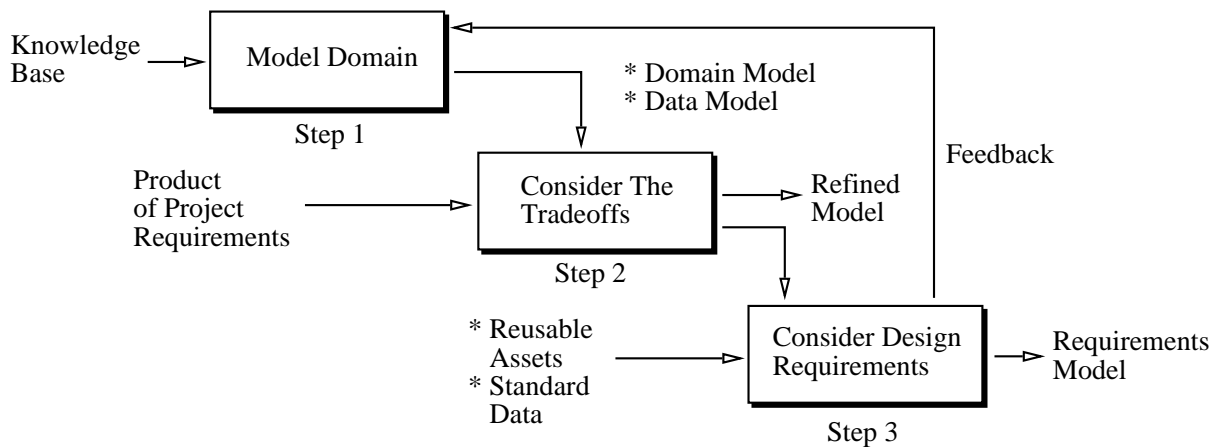 Knowledge
Base
Model Domain
Step 1
* Domain Model
* Data Model
Feedback
Product
of Project
Requirements
Consider The
Tradeoffs
Step 2
Refined
Model
* Reusable
Assets
* Standard
Data
Consider Design
Requirements
Step 3
Requirements
Model